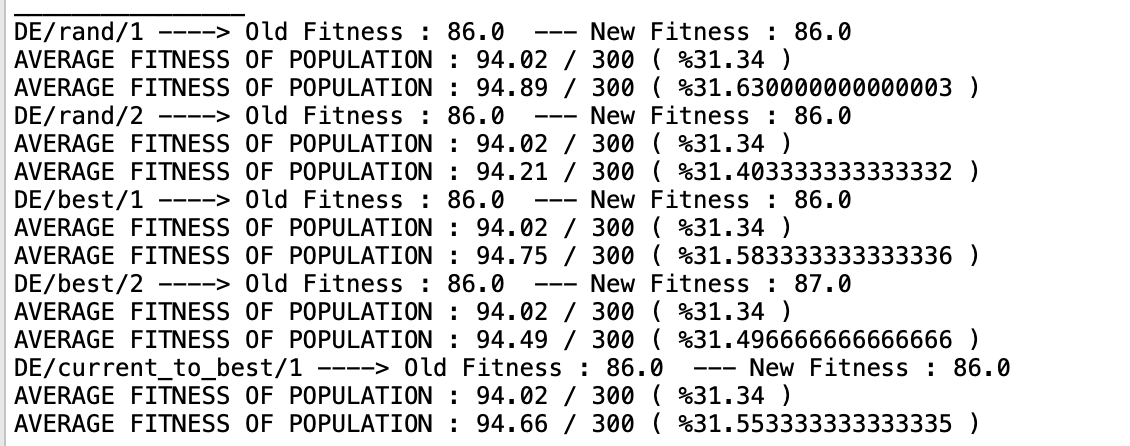 DE/rand/1 ----> Old Fitness : 86.0  --- New Fitness : 86.0
AVERAGE FITNESS OF POPULATION : 94.02 / 300 ( %31.34 )
AVERAGE FITNESS OF POPULATION : 94.89 / 300 ( %31.630000000000003 )
DE/rand/2 ----> Old Fitness : 86.0  --- New Fitness : 86.0
AVERAGE FITNESS OF POPULATION : 94.02 / 300 ( %31.34 )
AVERAGE FITNESS OF POPULATION : 94.21 / 300 ( %31.403333333333332 )
DE/best/1 ----> Old Fitness : 86.0  --- New Fitness : 86.0
AVERAGE FITNESS OF POPULATION : 94.02 / 300 ( %31.34 )
AVERAGE FITNESS OF POPULATION : 94.75 / 300 ( %31.583333333333336 )
DE/best/2 ----> Old Fitness : 86.0  --- New Fitness : 87.0
AVERAGE FITNESS OF POPULATION : 94.02 / 300 ( %31.34 )
AVERAGE FITNESS OF POPULATION : 94.49 / 300 ( %31.496666666666666 )
DE/current_to_best/1 ----> Old Fitness : 86.0  --- New Fitness : 86.0
AVERAGE FITNESS OF POPULATION : 94.02 / 300 ( %31.34 )
AVERAGE FITNESS OF POPULATION : 94.66 / 300 ( %31.553333333333335 )